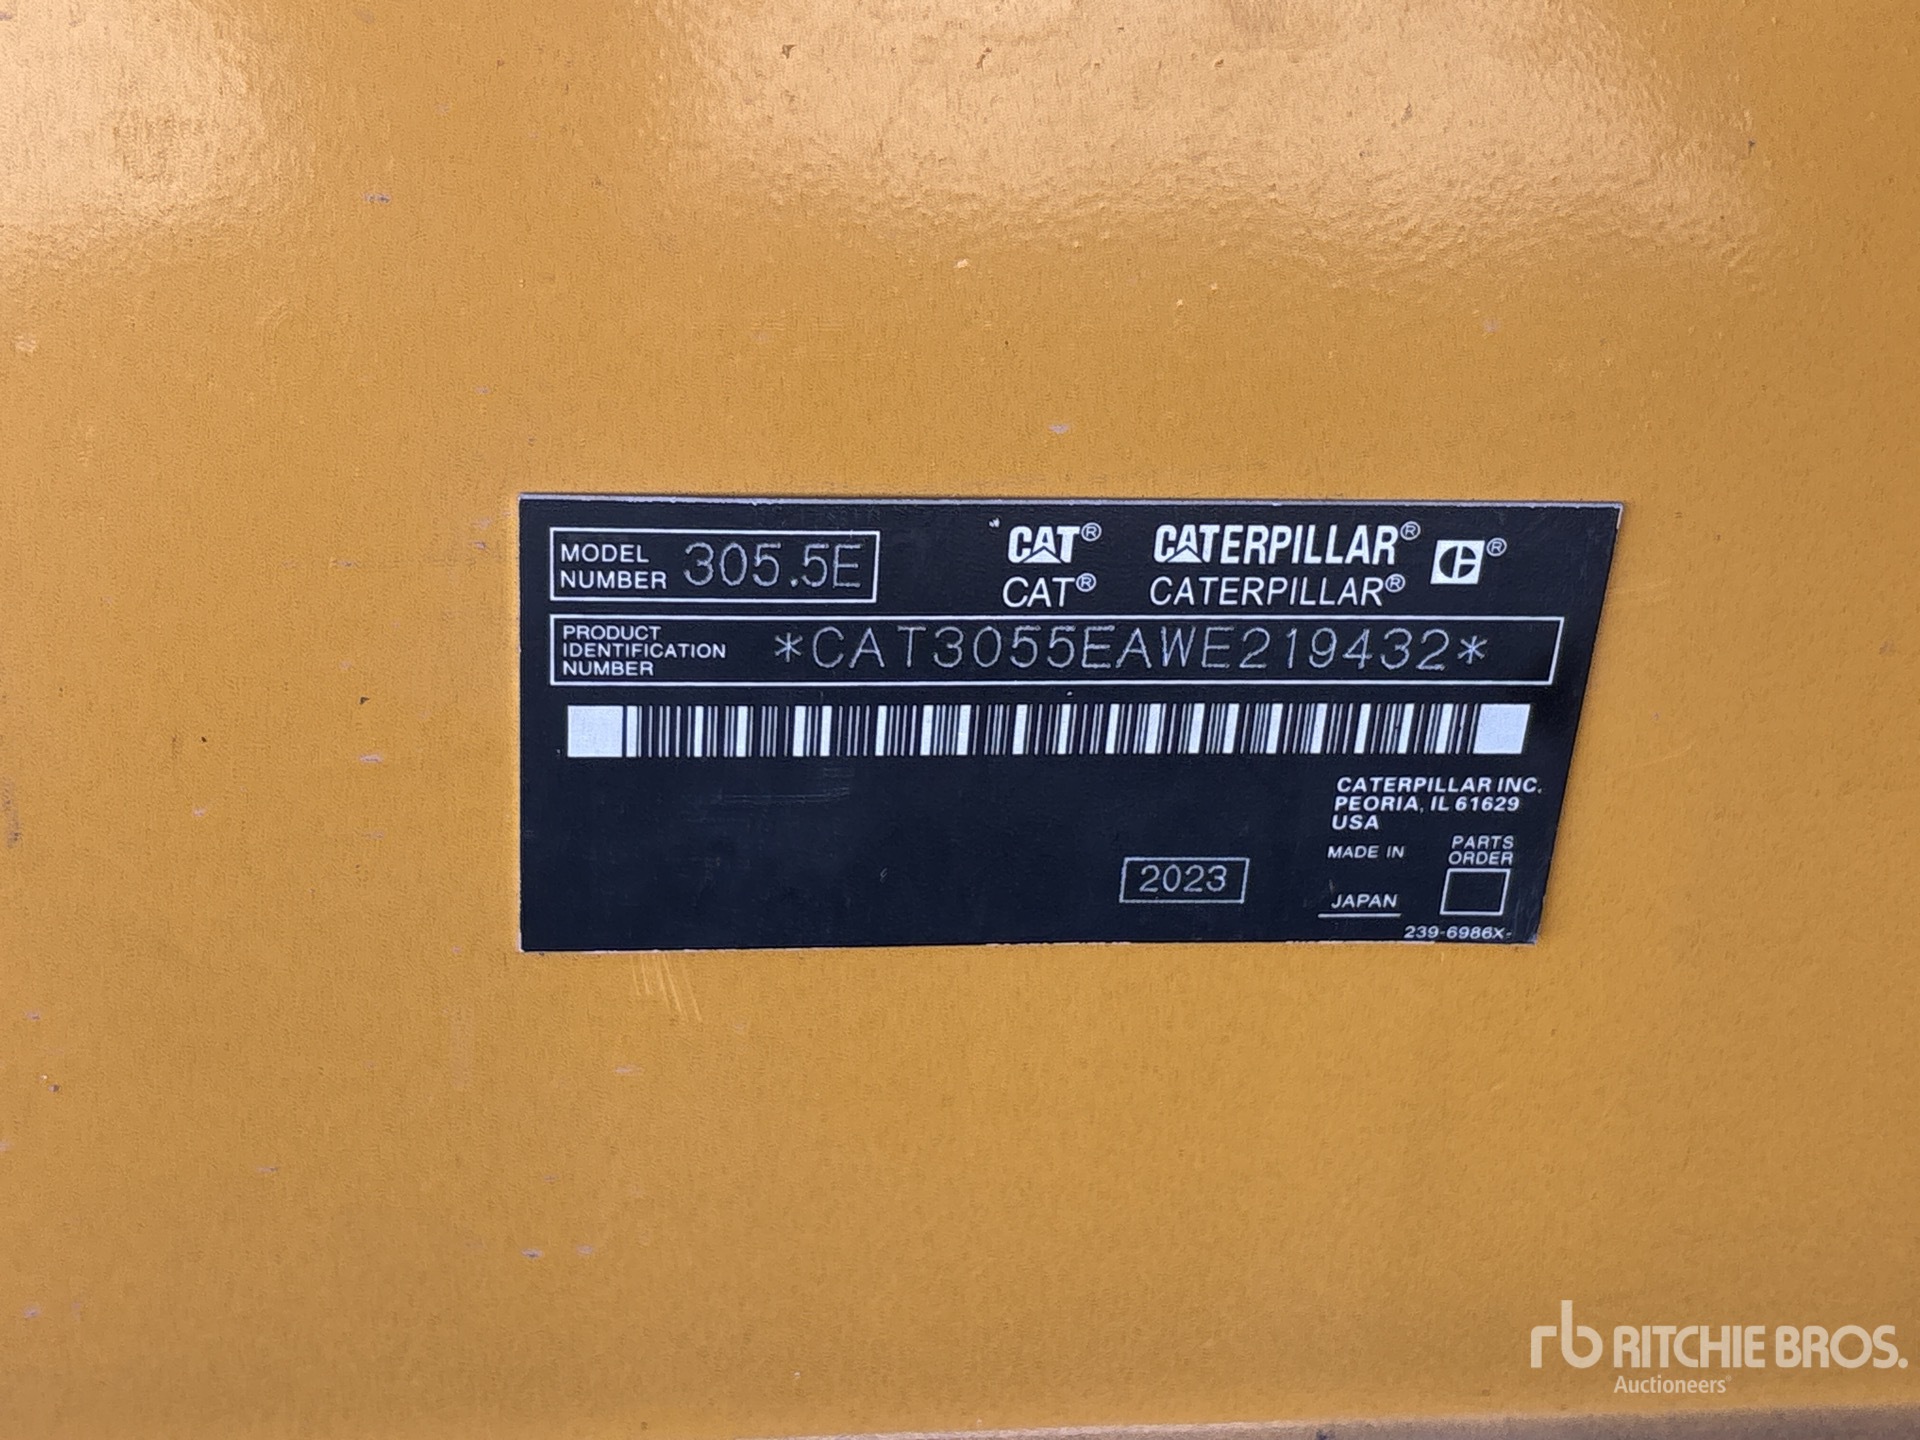 MODEL NUMBER 305.5E
CAT® CATERPILLAR® ®
CAT® CATERPILLAR®
PRODUCT
IDENTIFICATION
NUMBER
*CAT3055EAWE219432*
CATERPILLAR INC.
PEORIA, IL 61629
USA
MADE IN
JAPAN
PARTS
ORDER
2023
239-6986X-
rb RITCHIE BROS.
Auctioneers